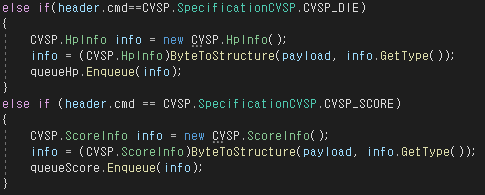 else if(header.cmd==CVSP.SpecificationCVSP.CVSP_DIE)
{
CVSP.HpInfo info = new CVSP.HpInfo();
info = (CVSP.HpInfo)ByteToStructure(payload, info.GetType());
queueHp.Enqueue(info);
}
else if (header.cmd == CVSP.SpecificationCVSP.CVSP_SCORE)
{
CVSP.ScoreInfo info = new CVSP.ScoreInfo();
info = (CVSP.ScoreInfo)ByteToStructure(payload, info.GetType());
queueScore.Enqueue(info);
}